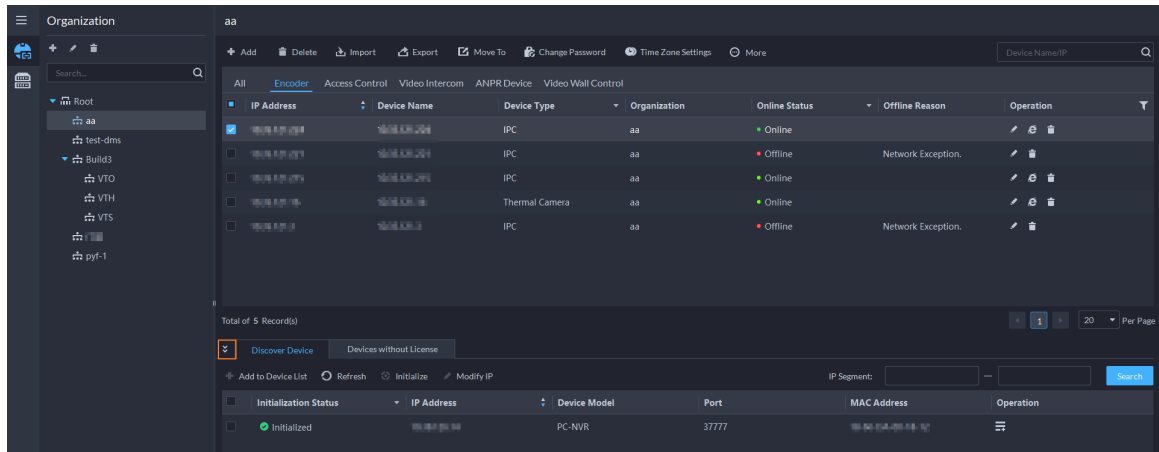 Organization
aa
Add Delete Import Export Move To Change Password Time Zone Settings More Device Name/IP
Search...
All Encoder Access Control Video Intercom ANPR Device Video Wall Control
Root
aa
test-dms
Build3
VTO
VTH
VTS
pyf-1
IP Address Device Name Device Type Organization Online Status Offline Reason Operation
IPC aa Online
IPC aa Offline Network Exception.
IPC aa Online
Thermal Camera aa Online
IPC aa Offline Network Exception.
Total of 5 Record(s) 1 20 Per Page
Discover Device Devices without License
Add to Device List Refresh Initialize Modify IP IP Segment: — Search
Initialization Status IP Address Device Model Port MAC Address Operation
Initialized PC-NVR 37777